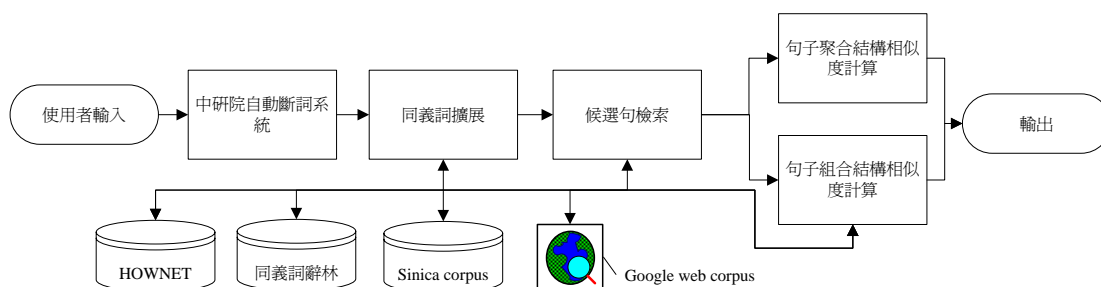 使用者輸入
中研院自動斷詞系
統
同義詞擴展
候選句檢索
句子聚合結構相似
度計算
句子組合結構相似
度計算
輸出
HOWNET
同義詞辭林
Sinica corpus
Google web corpus